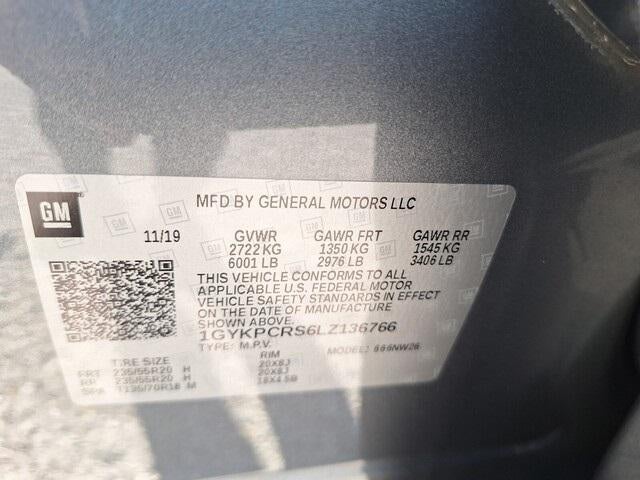 GM
MFD BY GENERAL MOTORS LLC
11/19 GVWR GAWR FRT GAWR RR
2722 KG 1350 KG 1545 KG
6001 LB 2976 LB 3406 LB
THIS VEHICLE CONFORMS TO ALL
APPLICABLE U.S. FEDERAL MOTOR
VEHICLE SAFETY STANDARDS IN EFFECT
ON THE DATE OF MANUFACTURE
SHOWN ABOVE.
1GYKPCRS6LZ136766
TYPE: M.P.V. MODEL: 666NW26
TIRE SIZE RIM
FRT 235/55R20 H 20X8J
RR 235/55R20 H 20X8J
SPA T135/70R18 M 18X4.5B